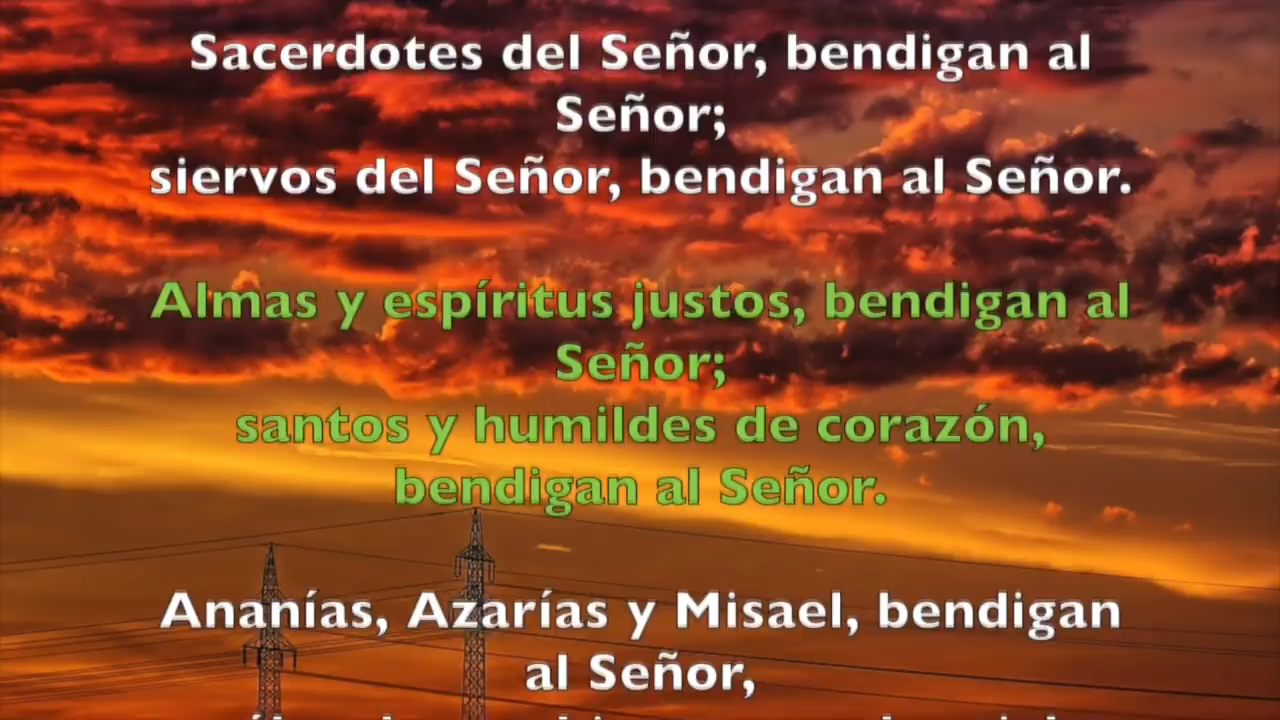 Sacerdotes del Señor, bendigan al
Señor;
siervos del Señor, bendigan al Señor.
Almas y espíritus justos, bendigan al
Señor;
santos y humildes de corazón,
bendigan al Señor.
Ananías, Azarías y Misael, bendigan
al Señor,